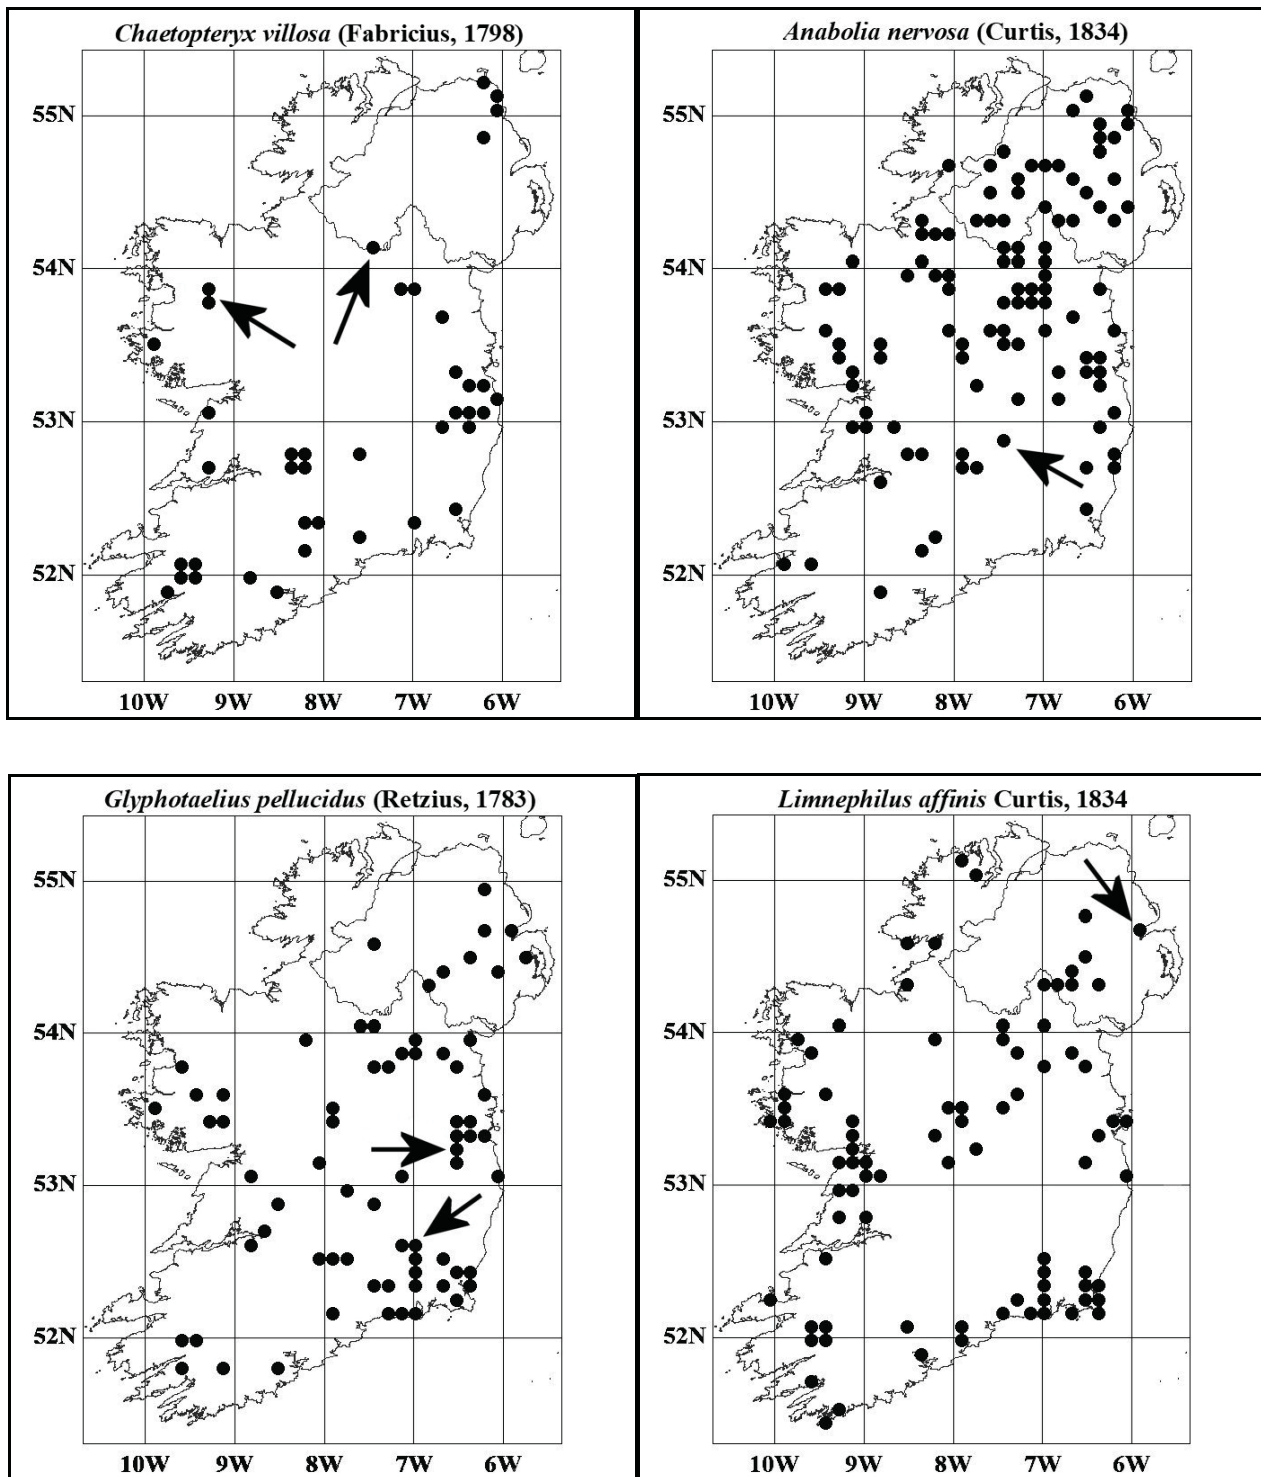 Chaetopteryx villosa (Fabricius, 1798)
55N
54N
53N
52N
10W 9W 8W 7W 6W
Anabolia nervosa (Curtis, 1834)
55N
54N
53N
52N
10W 9W 8W 7W 6W
Glyphotaelius pellucidus (Retzius, 1783)
55N
54N
53N
52N
10W 9W 8W 7W 6W
Limnephilus affinis Curtis, 1834
55N
54N
53N
52N
10W 9W 8W 7W 6W